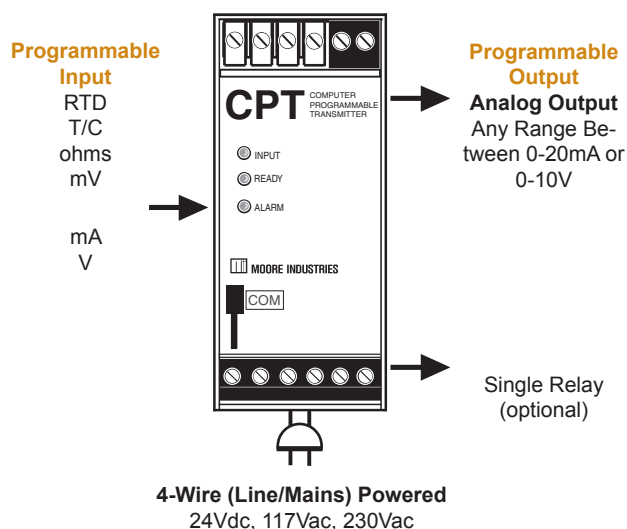 Programmable
Input
RTD
T/C
ohms
mV
mA
V
CPT
COMPUTER
PROGRAMMABLE
TRANSMITTER
INPUT
READY
ALARM
MOORE INDUSTRIES
COM
Programmable
Output
Analog Output
Any Range Be-
tween 0-20mA or
0-10V
Single Relay
(optional)
4-Wire (Line/Mains) Powered
24Vdc, 117Vac, 230Vac